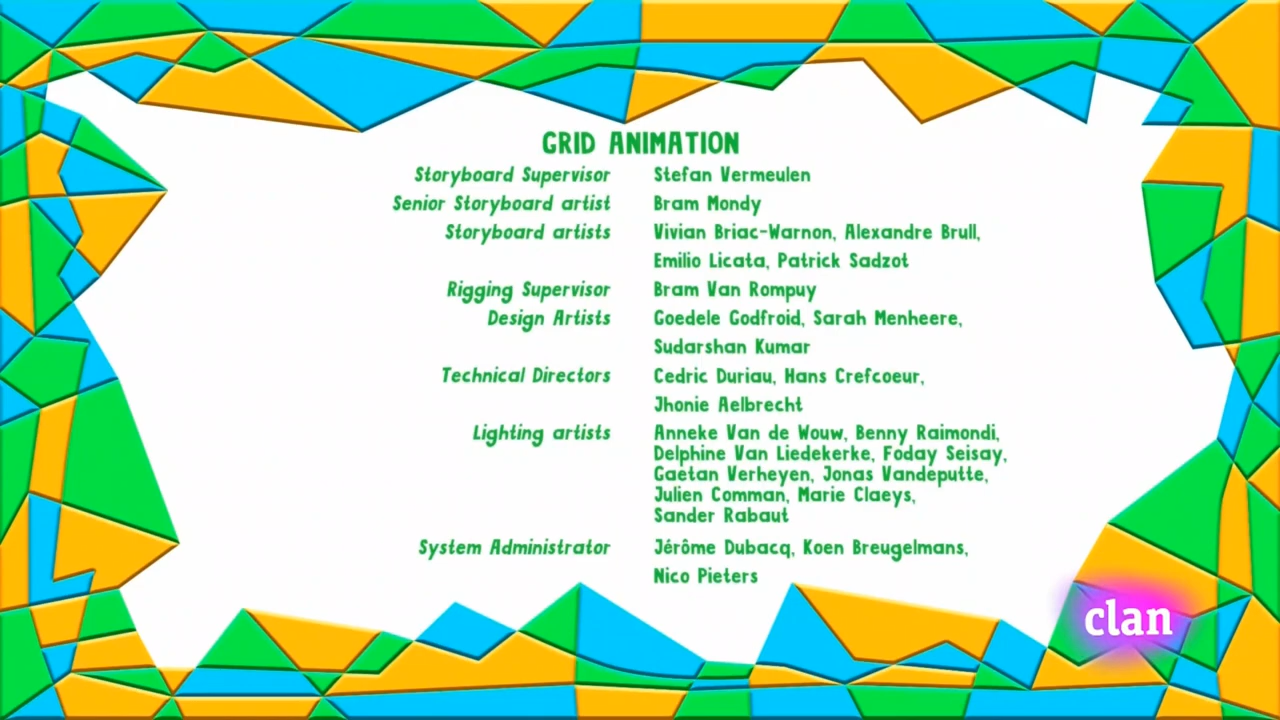 GRID ANIMATION
Storyboard Supervisor Stefan Vermeulen
Senior Storyboard artist Bram Mondy
Storyboard artists Vivian Briac-Warnon, Alexandre Brull,
Emilio Licata, Patrick Sadzot
Rigging Supervisor Bram Van Rompuy
Design Artists Goedele Godfroid, Sarah Menheere,
Sudarshan Kumar
Technical Directors Cedric Duriau, Hans Crefcoeur,
Jhonie Aelbrecht
Lighting artists Anneke Van de Wouw, Benny Raimondi,
Delphine Van Liedekerke, Foday Seisay,
Gaetan Verheyen, Jonas Vandeputte,
Julien Comman, Marie Claeys,
Sander Rabaut
System Administrator Jérôme Dubacq, Koen Breugelmans,
Nico Pieters
clan